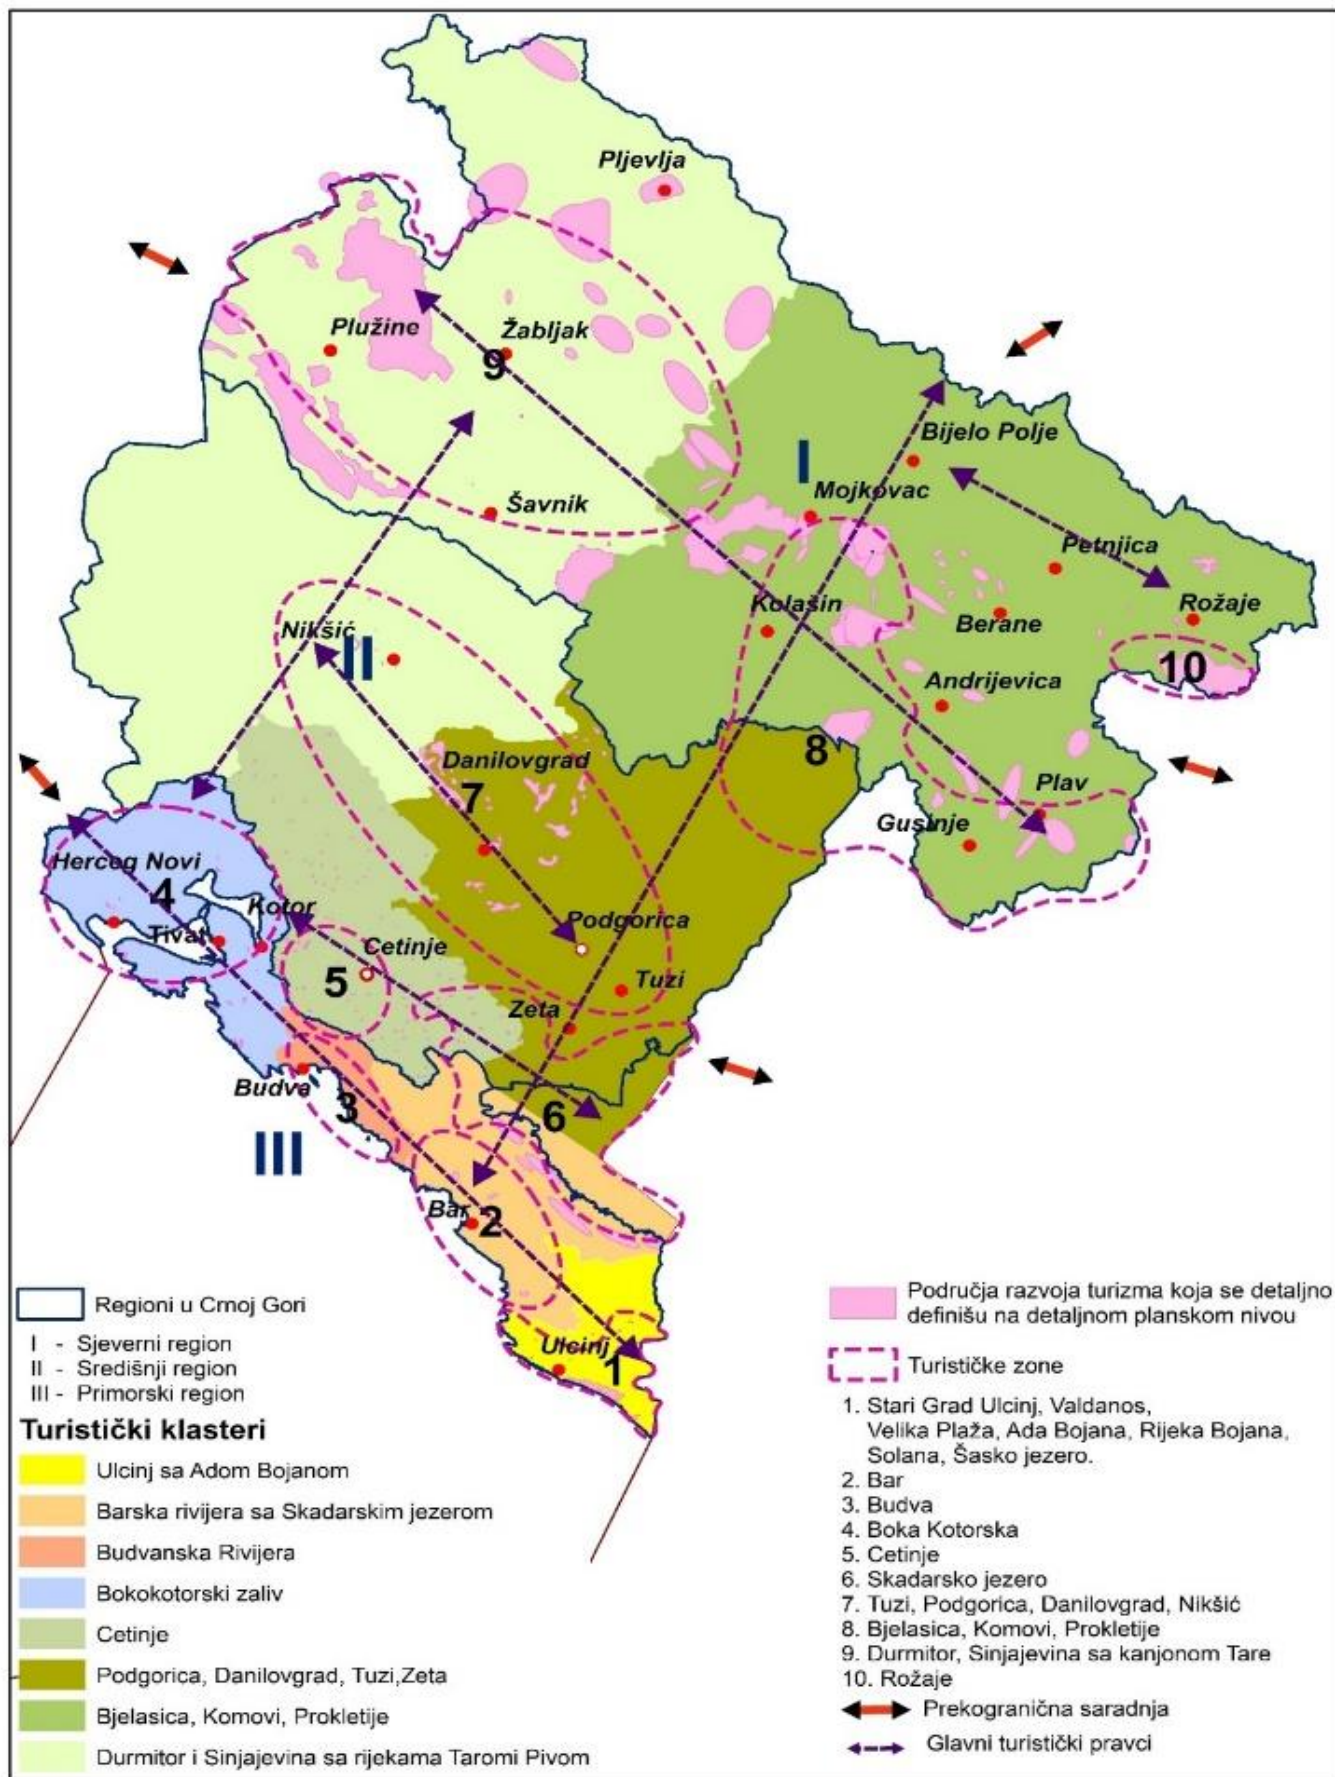 Pljevlja
Plužine
Žabljak
9
Bijelo Polje
I
Mojkovac
Šavnik
Petnjica
Kolašin
Rožaje
Berane
Nikšić
II
10
Andrijevica
8
Danilovgrad
7
Plav
Gusinje
Herceg Novi
4
Kotor
Podgorica
Tivat
Cetinje
5
Tuzi
Zeta
Budva
3
6
III
Bar
2
Ulcinj
1
Regioni u Crnoj Gori
I - Sjeverni region
II - Središnji region
III - Primorski region
Turistički klasteri
Ulcinj sa Adom Bojanom
Barska rivijera sa Skadarskim jezerom
Budvanska Rivijera
Bokokotorski zaliv
Cetinje
Podgorica, Danilovgrad, Tuzi,Zeta
Bjelasica, Komovi, Prokletije
Durmitor i Sinjajevina sa rijekama Taromi Pivom
Područja razvoja turizma koja se detaljno
definišu na detaljnom planskom nivou
Turističke zone
1. Stari Grad Ulcinj, Valdanos,
Velika Plaža, Ada Bojana, Rijeka Bojana,
Solana, Šasko jezero.
2. Bar
3. Budva
4. Boka Kotorska
5. Cetinje
6. Skadarsko jezero
7. Tuzi, Podgorica, Danilovgrad, Nikšić
8. Bjelasica, Komovi, Prokletije
9. Durmitor, Sinjajevina sa kanjonom Tare
10. Rožaje
Prekogranična saradnja
Glavni turistički pravci